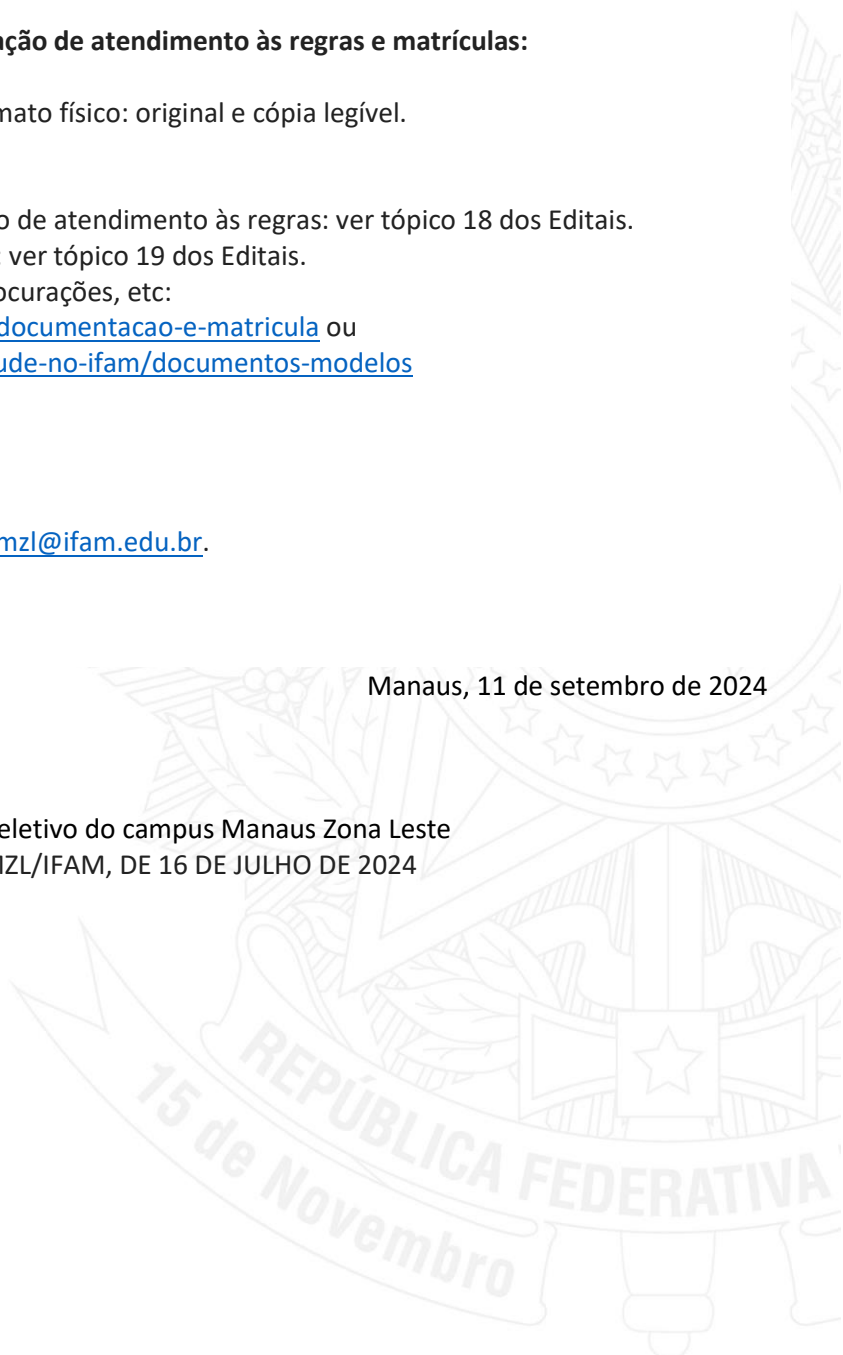 ção de atendimento às regras e matrículas:
mato físico: original e cópia legível.
o de atendimento às regras: ver tópico 18 dos Editais.
: ver tópico 19 dos Editais.
ocurações, etc:
documentacao-e-matricula ou
ude-no-ifam/documentos-modelos
mzl@ifam.edu.br.
Manaus, 11 de setembro de 2024
eletivo do campus Manaus Zona Leste
MZL/IFAM, DE 16 DE JULHO DE 2024
REPÚBLICA FEDERATIVA
15 de Novembro